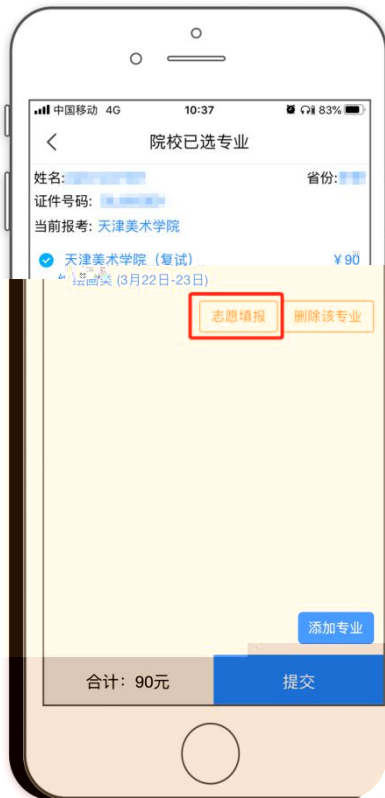 中国移动 4G 10:37 83%
院校已选专业
姓名: 省份:
证件号码:
当前报考: 天津美术学院
天津美术学院（复试） ¥90
绘画类 (3月22日-23日)
志愿填报 删除该专业
添加专业
合计：90元 提交